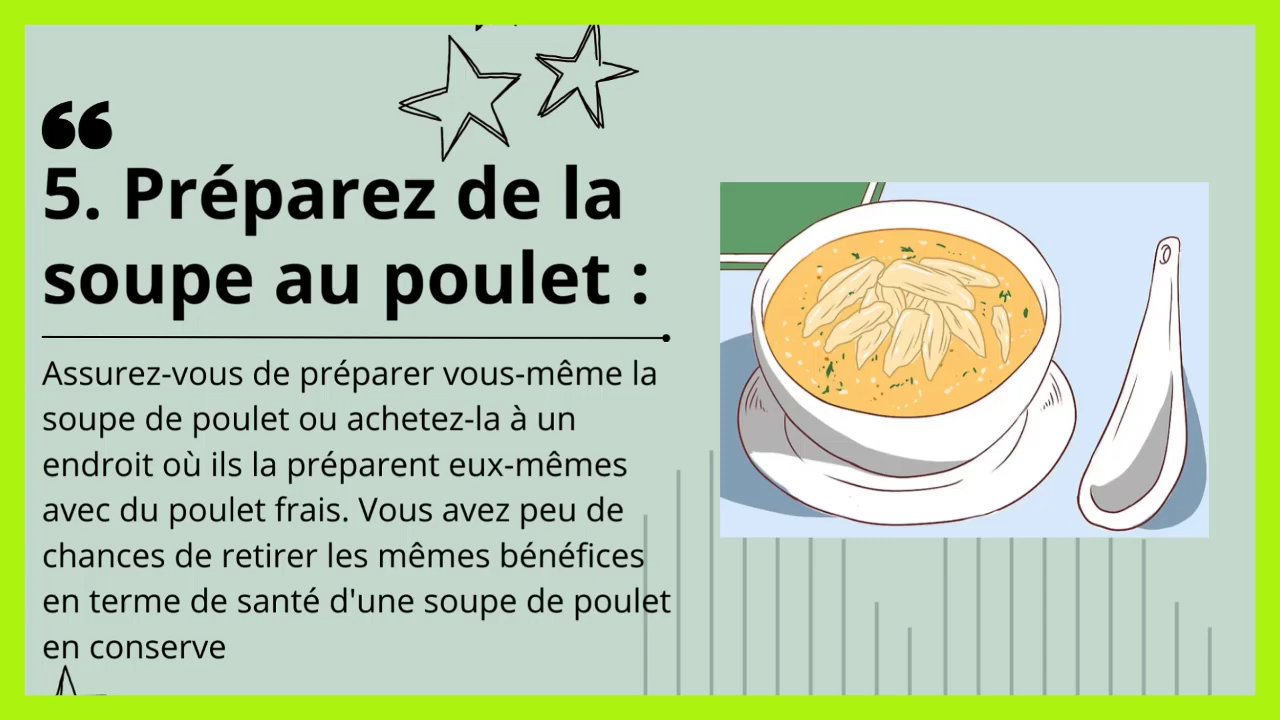 5. Préparez de la
soupe au poulet :
Assurez-vous de préparer vous-même la
soupe de poulet ou achetez-la à un
endroit où ils la préparent eux-mêmes
avec du poulet frais. Vous avez peu de
chances de retirer les mêmes bénéfices
en terme de santé d'une soupe de poulet
en conserve